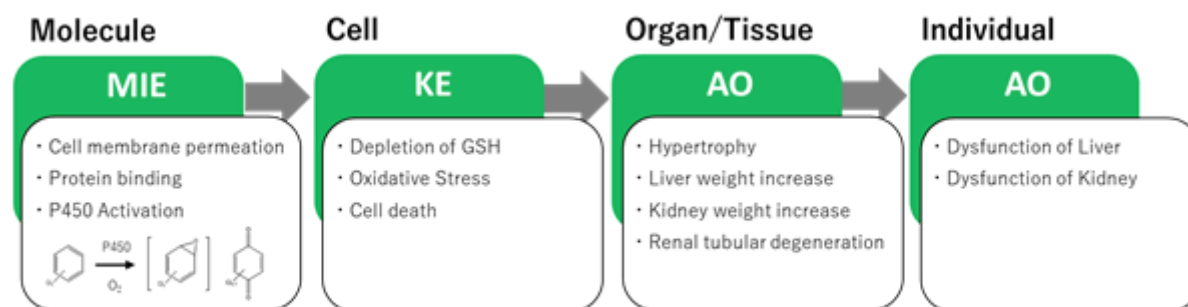 Molecule
MIE
・Cell membrane permeation
・Protein binding
・P450 Activation
P450
O₂
Cell
KE
・Depletion of GSH
・Oxidative Stress
・Cell death
Organ/Tissue
AO
・Hypertrophy
・Liver weight increase
・Kidney weight increase
・Renal tubular degeneration
Individual
AO
・Dysfunction of Liver
・Dysfunction of Kidney